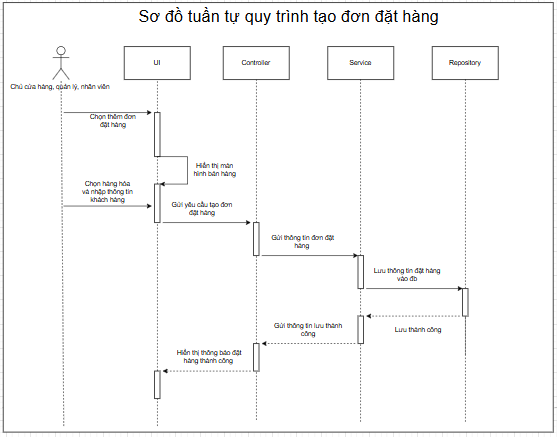 Sơ đồ tuần tự quy trình tạo đơn đặt hàng
UI
Controller
Service
Repository
Chủ cửa hàng, quản lý, nhân viên
Chọn thêm đơn
đặt hàng
Hiển thị màn
hình bán hàng
Chọn hàng hóa
và nhập thông tin
khách hàng
Gửi yêu cầu tạo đơn
đặt hàng
Gửi thông tin đơn đặt
hàng
Lưu thông tin đặt hàng
vào db
Lưu thành công
Gửi thông tin lưu thành
công
Hiển thị thông báo đặt
hàng thành công